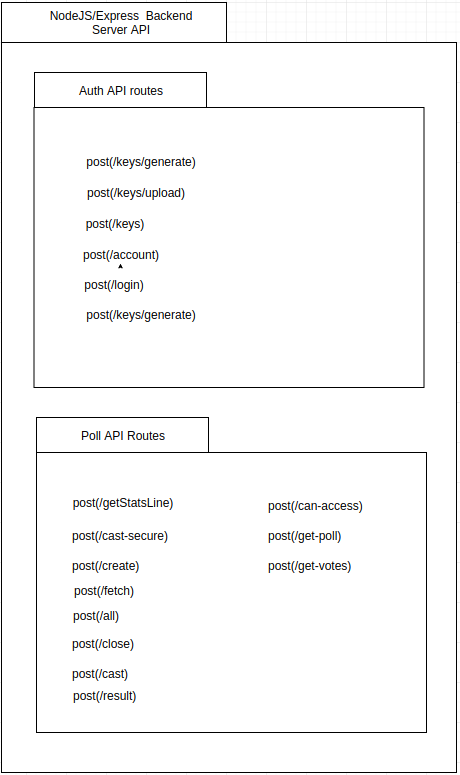 NodeJS/Express Backend
Server API
Auth API routes
post(/keys/generate)
post(/keys/upload)
post(/keys)
post(/account)
post(/login)
post(/keys/generate)
Poll API Routes
post(/getStatsLine)
post(/cast-secure)
post(/create)
post(/fetch)
post(/all)
post(/close)
post(/cast)
post(/result)
post(/can-access)
post(/get-poll)
post(/get-votes)